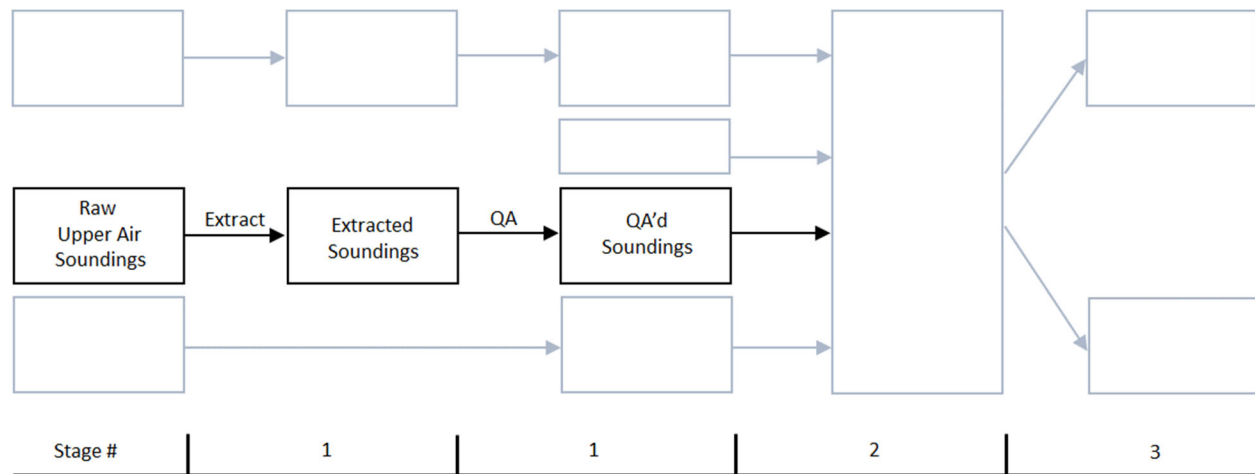 Raw
Upper Air
Soundings
Extract
Extracted
Soundings
QA
QA'd
Soundings
Stage #
1
1
2
3